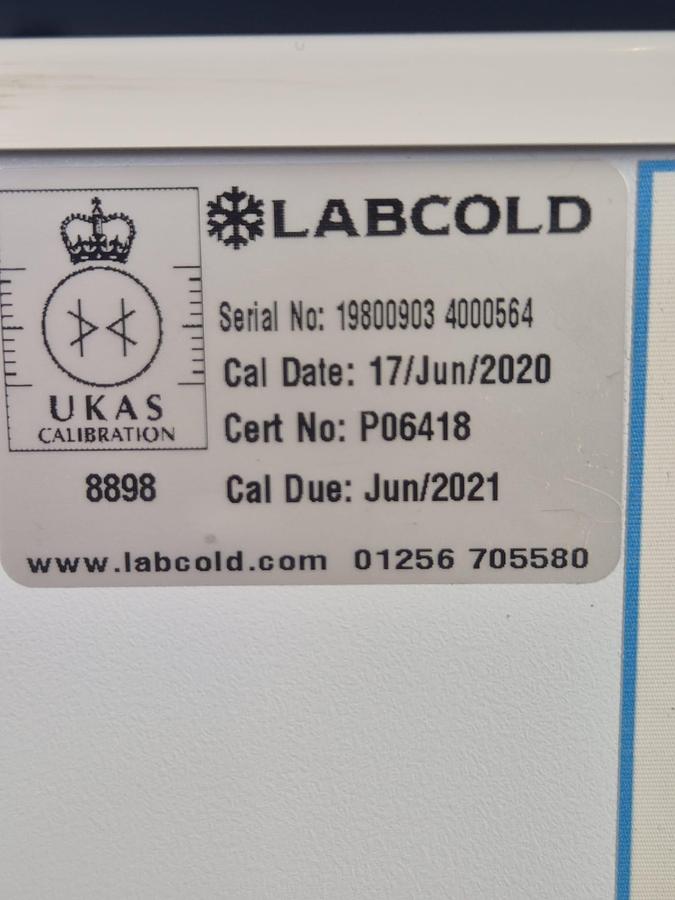 LABCOLD
Serial No: 19800903 4000564
Cal Date: 17/Jun/2020
Cert No: P06418
Cal Due: Jun/2021
UKAS
CALIBRATION
8898
www.labcold.com 01256 705580